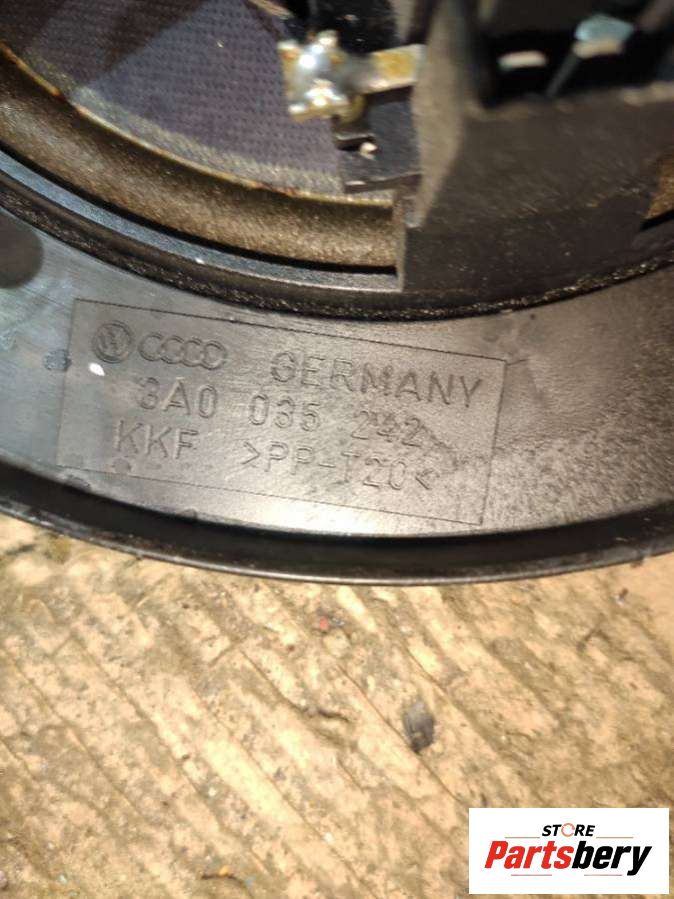 GERMANY
3A0 035 242
KKF >PP-T20<
STORE
Partsbery